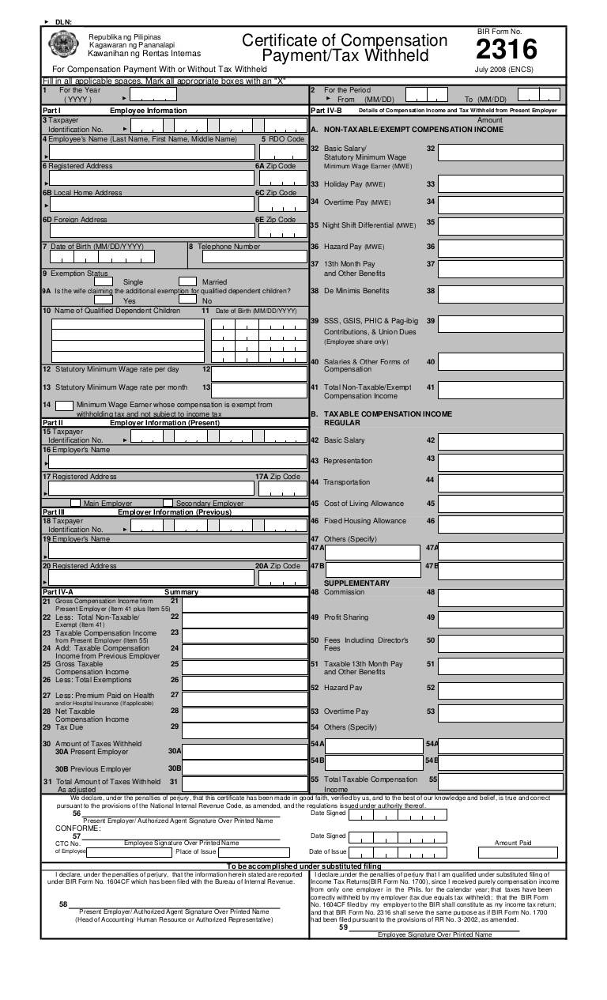 DLN:
Republika ng Pilipinas
Kagawaran ng Pananalapi
Kawanihan ng Rentas Internas
For Compensation Payment With or Without Tax Withheld
Certificate of Compensation
Payment/Tax Withheld
BIR Form No.
2316
July 2008 (ENCS)
Fill in all applicable spaces. Mark all appropriate boxes with an "X"
1 For the Year
( YYYY )
2 For the Period
From (MM/DD) To (MM/DD)
Part I Employee Information
3 Taxpayer
Identification No.
4 Employee's Name (Last Name, First Name, Middle Name) 5 RDO Code
6 Registered Address 6A Zip Code
6B Local Home Address 6C Zip Code
6D Foreign Address 6E Zip Code
7 Date of Birth (MM/DD/YYYY) 8 Telephone Number
9 Exemption Status
Single Married
9A Is the wife claiming the additional exemption for qualified dependent children?
Yes No
10 Name of Qualified Dependent Children 11 Date of Birth (MM/DD/YYYY)
12 Statutory Minimum Wage rate per day 12
13 Statutory Minimum Wage rate per month 13
14 Minimum Wage Earner whose compensation is exempt from
withholding tax and not subject to income tax
Part II Employer Information (Present)
15 Taxpayer
Identification No.
16 Employer's Name
17 Registered Address 17A Zip Code
Main Employer Secondary Employer
Part III Employer Information (Previous)
18 Taxpayer
Identification No.
19 Employer's Name
20 Registered Address 20A Zip Code
Part IV-A Summary
21 Gross Compensation Income from 21
Present Employer (Item 41 plus Item 55)
22 Less: Total Non-Taxable/ 22
Exempt (Item 41)
23 Taxable Compensation Income 23
from Present Employer (Item 55)
24 Add: Taxable Compensation 24
Income from Previous Employer
25 Gross Taxable 25
Compensation Income
26 Less: Total Exemptions 26
27 Less: Premium Paid on Health 27
and/or Hospital Insurance (If applicable)
28 Net Taxable 28
Compensation Income
29 Tax Due 29
30 Amount of Taxes Withheld
30A Present Employer 30A
30B Previous Employer 30B
31 Total Amount of Taxes Withheld 31
As adjusted
Part IV-B Details of Compensation Income and Tax Withheld from Present Employer
Amount
A. NON-TAXABLE/EXEMPT COMPENSATION INCOME
32 Basic Salary/ 32
Statutory Minimum Wage
Minimum Wage Earner (MWE)
33 Holiday Pay (MWE) 33
34 Overtime Pay (MWE) 34
35 Night Shift Differential (MWE) 35
36 Hazard Pay (MWE) 36
37 13th Month Pay 37
and Other Benefits
38 De Minimis Benefits 38
39 SSS, GSIS, PHIC & Pag-ibig 39
Contributions, & Union Dues
(Employee share only)
40 Salaries & Other Forms of 40
Compensation
41 Total Non-Taxable/Exempt 41
Compensation Income
B. TAXABLE COMPENSATION INCOME
REGULAR
42 Basic Salary 42
43 Representation 43
44 Transportation 44
45 Cost of Living Allowance 45
46 Fixed Housing Allowance 46
47 Others (Specify)
47A 47A
47B 47B
SUPPLEMENTARY
48 Commission 48
49 Profit Sharing 49
50 Fees Including Director's 50
Fees
51 Taxable 13th Month Pay 51
and Other Benefits
52 Hazard Pay 52
53 Overtime Pay 53
54 Others (Specify)
54A 54A
54B 54B
55 Total Taxable Compensation 55
Income
We declare, under the penalties of perjury, that this certificate has been made in good faith, verified by us, and to the best of our knowledge and belief, is true and correct
pursuant to the provisions of the National Internal Revenue Code, as amended, and the regulations issued under authority thereof.
56 Date Signed
Present Employer/ Authorized Agent Signature Over Printed Name
CONFORME:
57 Date Signed
CTC No. Employee Signature Over Printed Name Amount Paid
of Employee Place of Issue Date of Issue
To be accomplished under substituted filing
I declare, under the penalties of perjury, that the information herein stated are reported
under BIR Form No. 1604CF which has been filed with the Bureau of Internal Revenue.
58
Present Employer/ Authorized Agent Signature Over Printed Name
(Head of Accounting/ Human Resource or Authorized Representative)
I declare,under the penalties of perjury that I am qualified under substituted filing of
Income Tax Returns(BIR Form No. 1700), since I received purely compensation income
from only one employer in the Phils. for the calendar year; that taxes have been
correctly withheld by my employer (tax due equals tax withheld); that the BIR Form
No. 1604CF filed by my employer to the BIR shall constitute as my income tax return;
and that BIR Form No. 2316 shall serve the same purpose as if BIR Form No. 1700
had been filed pursuant to the provisions of RR No. 3-2002, as amended.
59
Employee Signature Over Printed Name